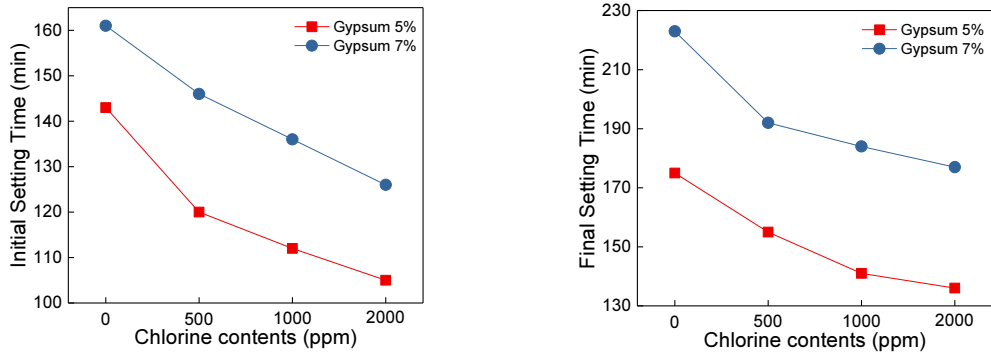 Initial Setting Time (min)
160
150
140
130
120
110
100
Gypsum 5%
Gypsum 7%
0 500 1000 2000
Chlorine contents (ppm)
Final Setting Time (min)
230
210
190
170
150
130
Gypsum 5%
Gypsum 7%
0 500 1000 2000
Chlorine contents (ppm)